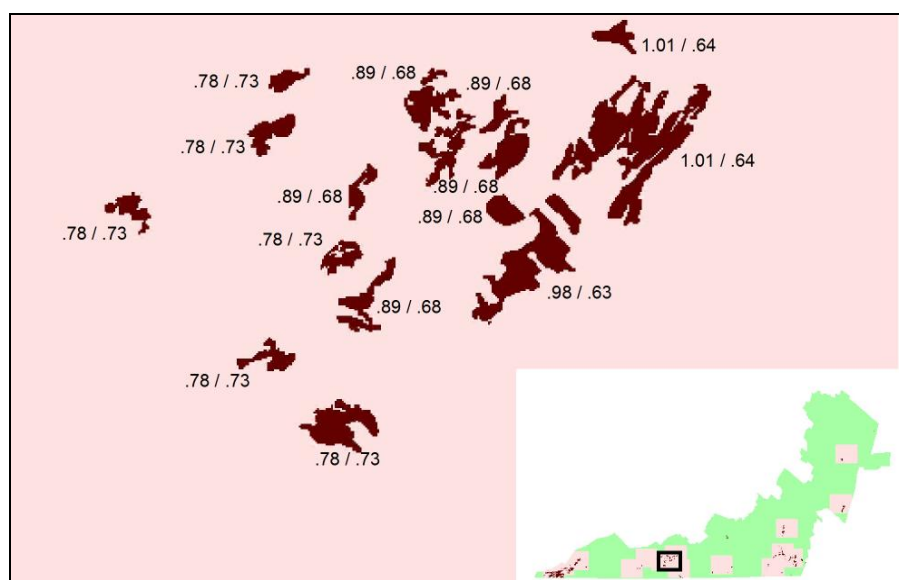 1.01 / .64
.78 / .73
.89 / .68
.89 / .68
.78 / .73
1.01 / .64
.89 / .68
.89 / .68
.89 / .68
.78 / .73
.78 / .73
.98 / .63
.89 / .68
.78 / .73
.78 / .73